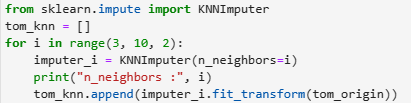 from sklearn.impute import KNNImputer
tom_knn = []
for i in range(3, 10, 2):
    imputer_i = KNNImputer(n_neighbors=i)
    print("n_neighbors :", i)
    tom_knn.append(imputer_i.fit_transform(tom_origin))